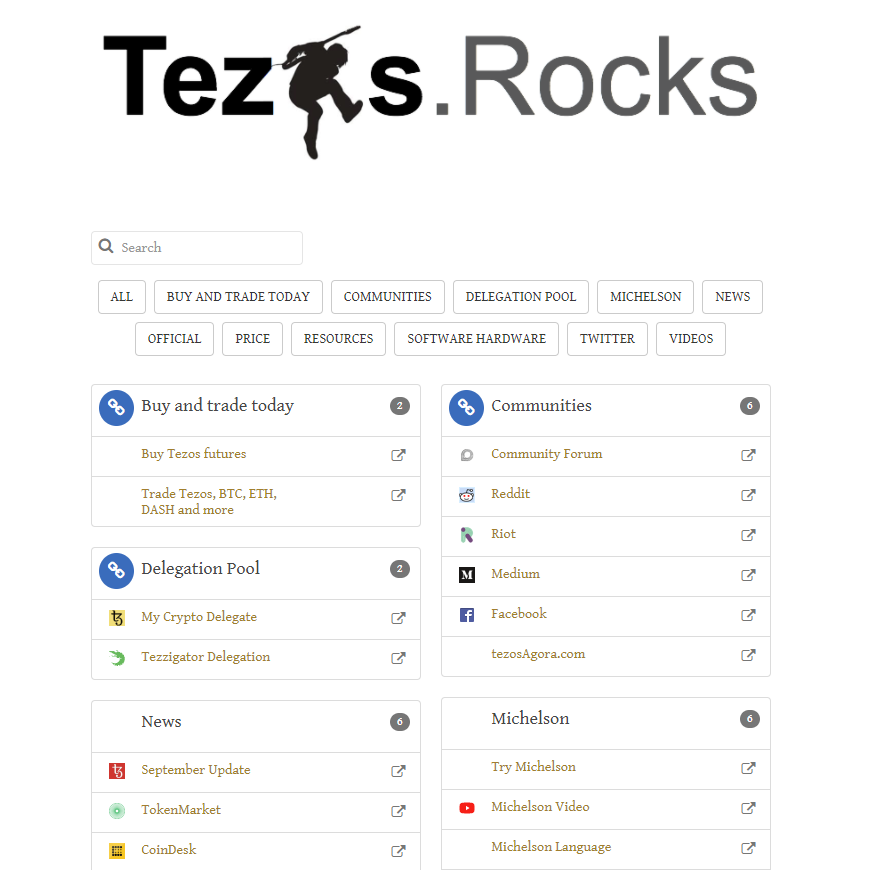 Tezos.Rocks
Search
ALL
BUY AND TRADE TODAY
COMMUNITIES
DELEGATION POOL
MICHELSON
NEWS
OFFICIAL
PRICE
RESOURCES
SOFTWARE HARDWARE
TWITTER
VIDEOS
Buy and trade today 2
Buy Tezos futures
Trade Tezos, BTC, ETH,
DASH and more
Delegation Pool 2
My Crypto Delegate
Tezzigator Delegation
News 6
September Update
TokenMarket
CoinDesk
Communities 6
Community Forum
Reddit
Riot
M Medium
Facebook
tezosAgora.com
Michelson 6
Try Michelson
Michelson Video
Michelson Language